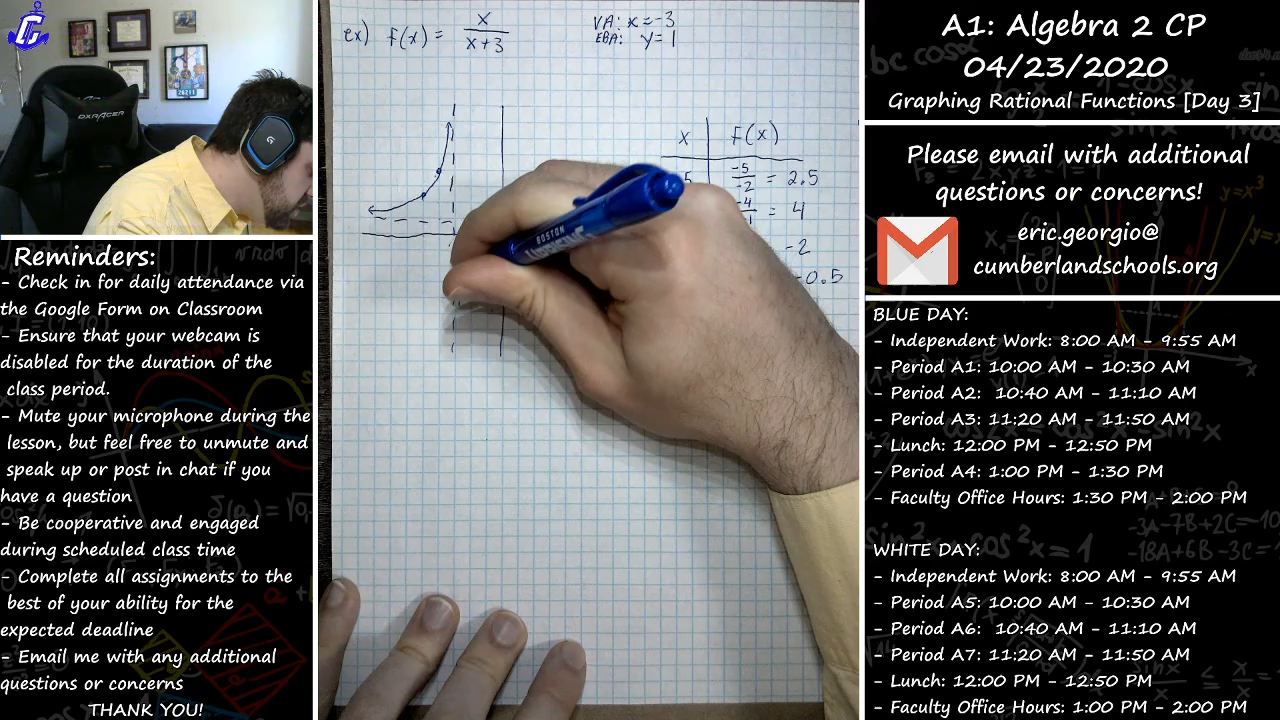 C
DXRACER
G
ex) f(x) = x
x+3
VA: x=-3
EBA: y=1
x f(x)
-5
5 -2 = 2.5
-4
= 4
-2
-0.5
BOSTON
A1: Algebra 2 CP
04/23/2020
Graphing Rational Functions [Day 3]
Please email with additional
questions or concerns!
eric.georgio@
cumberlandschools.org
Reminders:
- Check in for daily attendance via
the Google Form on Classroom
- Ensure that your webcam is
disabled for the duration of the
class period.
- Mute your microphone during the
lesson, but feel free to unmute and
speak up or post in chat if you
have a question
- Be cooperative and engaged
during scheduled class time
- Complete all assignments to the
best of your ability for the
expected deadline
- Email me with any additional
questions or concerns
THANK YOU!
BLUE DAY:
- Independent Work: 8:00 AM - 9:55 AM
- Period A1: 10:00 AM - 10:30 AM
- Period A2: 10:40 AM - 11:10 AM
- Period A3: 11:20 AM - 11:50 AM
- Lunch: 12:00 PM - 12:50 PM
- Period A4: 1:00 PM - 1:30 PM
- Faculty Office Hours: 1:30 PM - 2:00 PM
WHITE DAY:
- Independent Work: 8:00 AM - 9:55 AM
- Period A5: 10:00 AM - 10:30 AM
- Period A6: 10:40 AM - 11:10 AM
- Period A7: 11:20 AM - 11:50 AM
- Lunch: 12:00 PM - 12:50 PM
- Faculty Office Hours: 1:00 PM - 2:00 PM